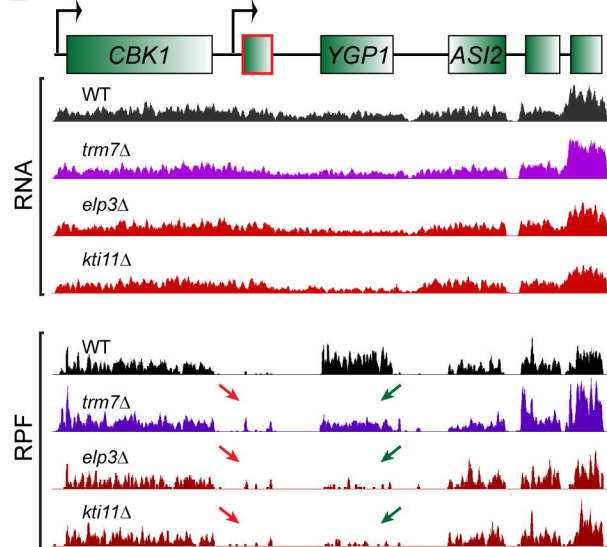 CBK1 YGP1 ASI2
RNA
WT
trm7Δ
elp3Δ
kti11Δ
RPF
WT
trm7Δ
elp3Δ
kti11Δ